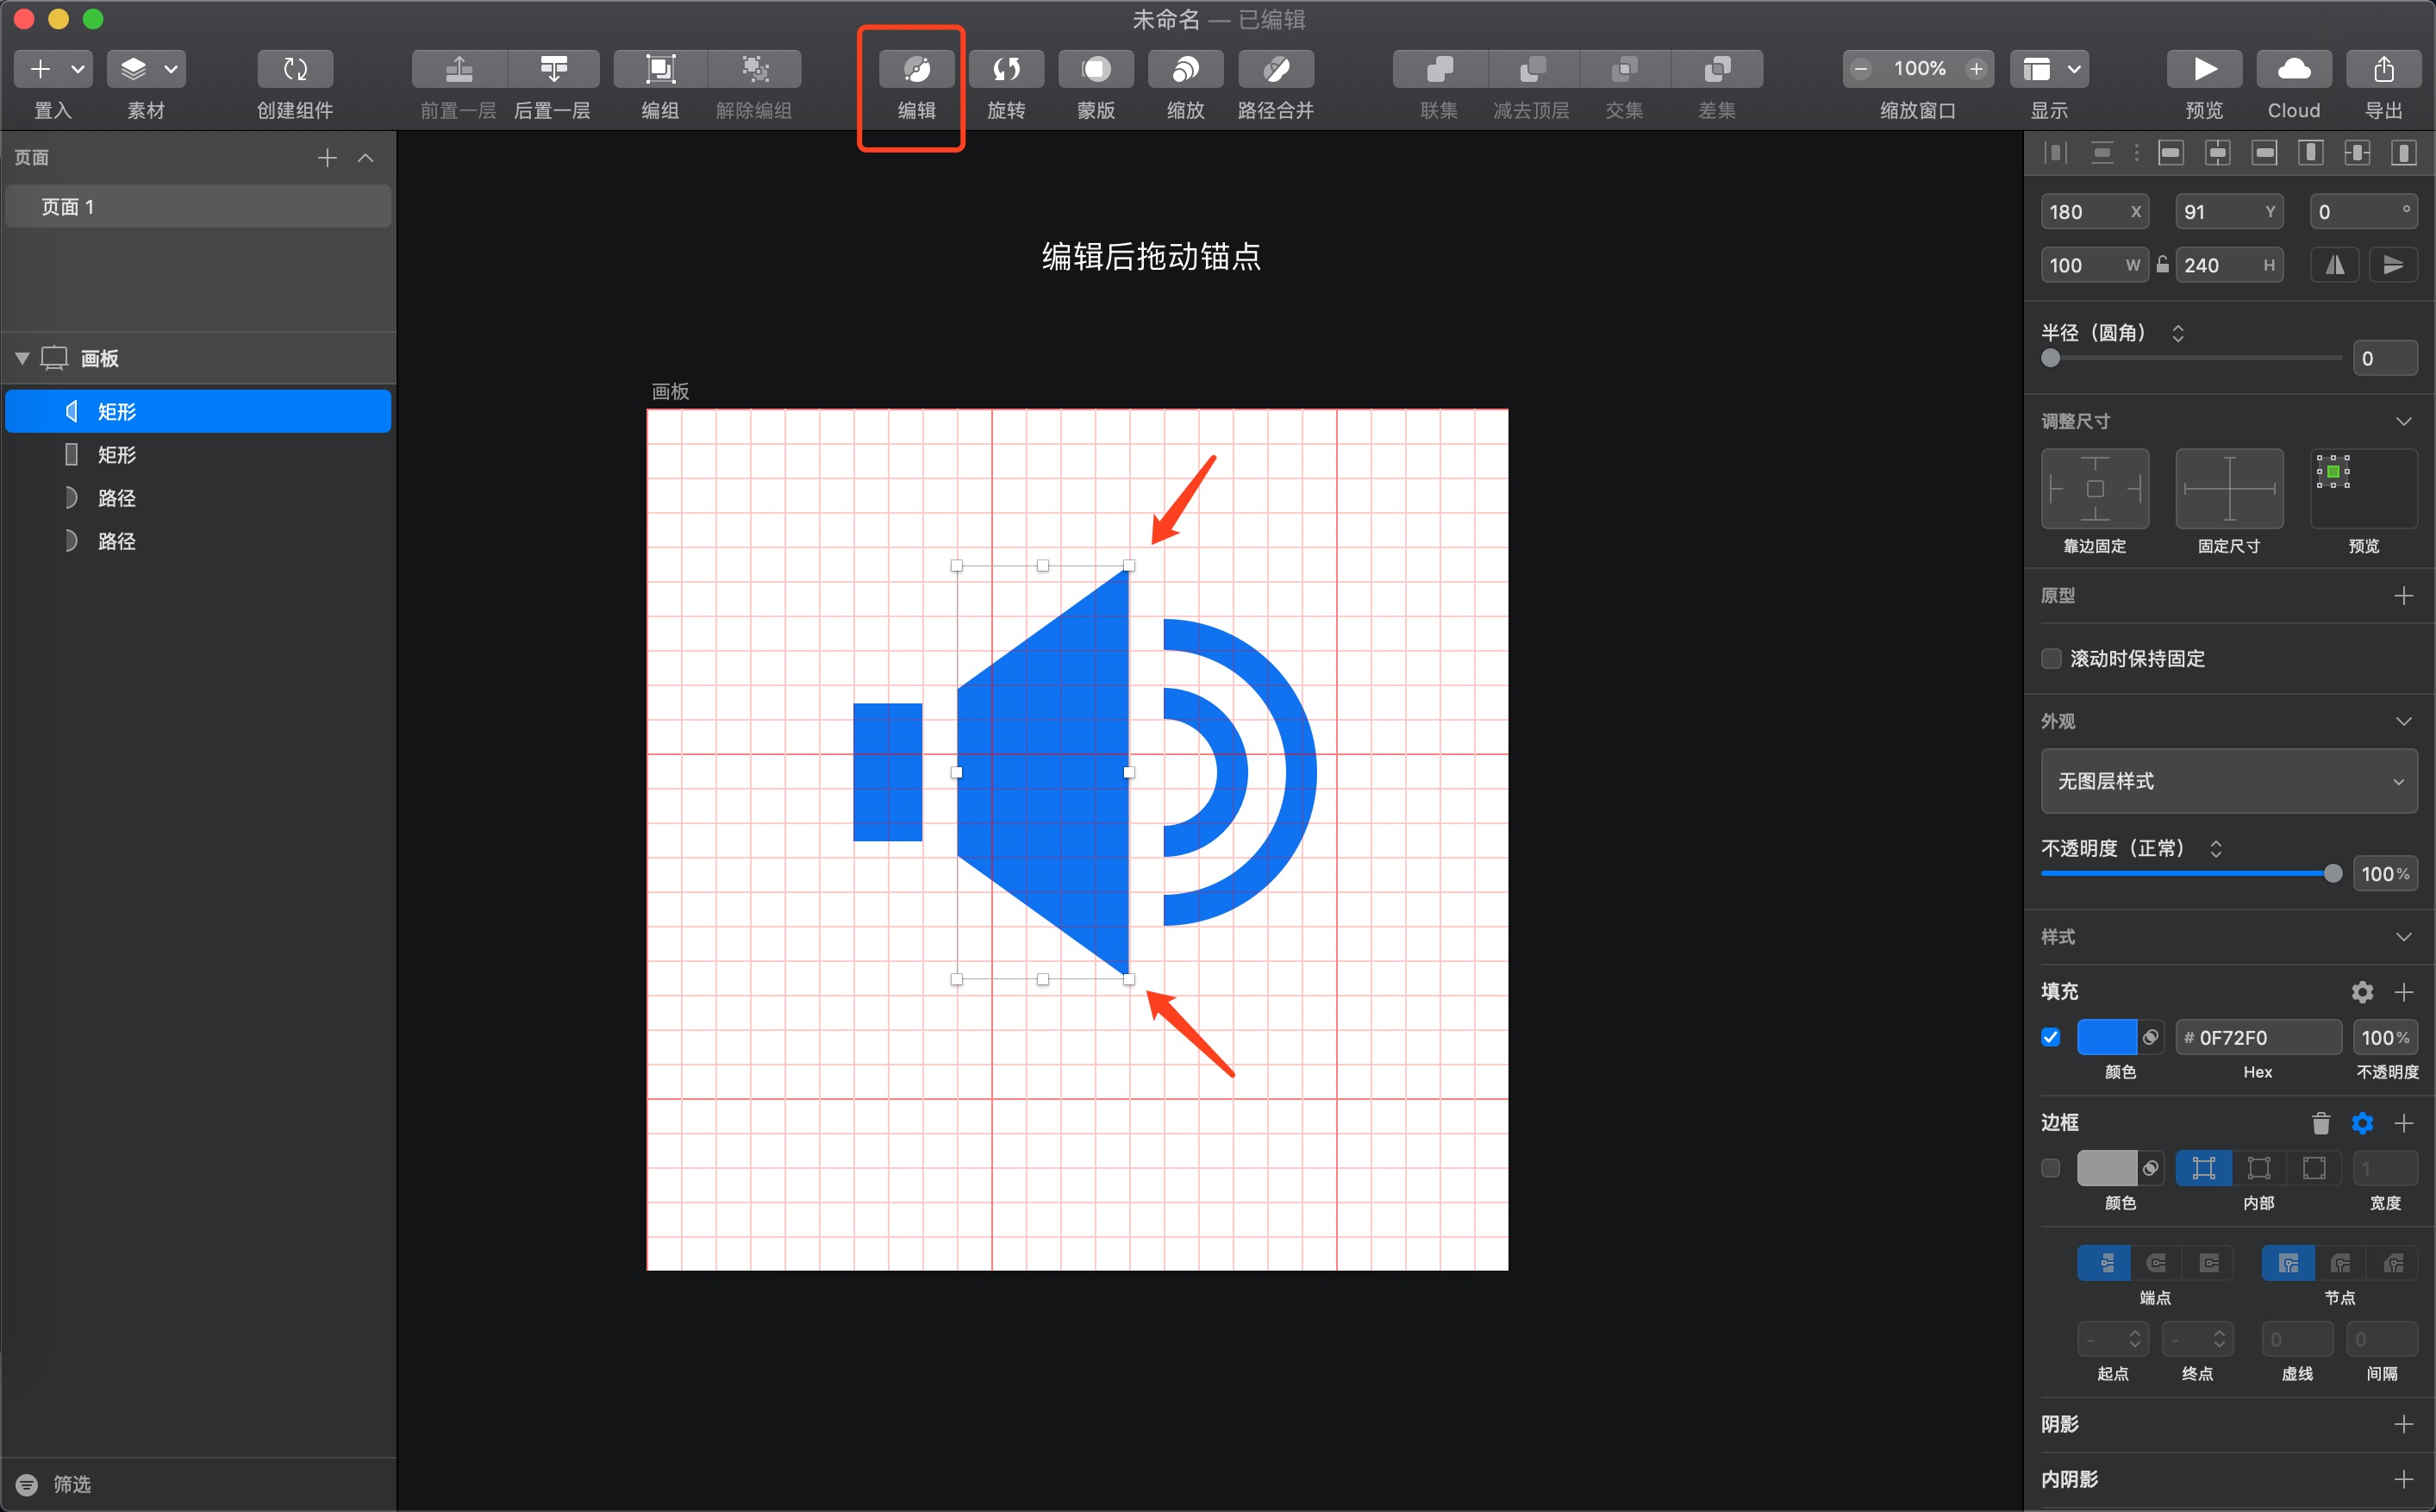 未命名 — 已编辑
100%
置入 素材 创建组件 前置一层 后置一层 编组 解除编组 编辑 旋转 蒙版 缩放 路径合并 联集 减去顶层 交集 差集 缩放窗口 显示 预览 Cloud 导出
页面
页面 1
画板
矩形
矩形
路径
路径
筛选
编辑后拖动锚点
画板
180 X 91 Y 0 °
100 W 240 H
半径（圆角）
0
调整尺寸
靠边固定 固定尺寸 预览
原型
滚动时保持固定
外观
无图层样式
不透明度（正常）
100%
样式
填充
# 0F72F0 100%
颜色 Hex 不透明度
边框
1
颜色 内部 宽度
端点 节点
- - 0 0
起点 终点 虚线 间隔
阴影
内阴影